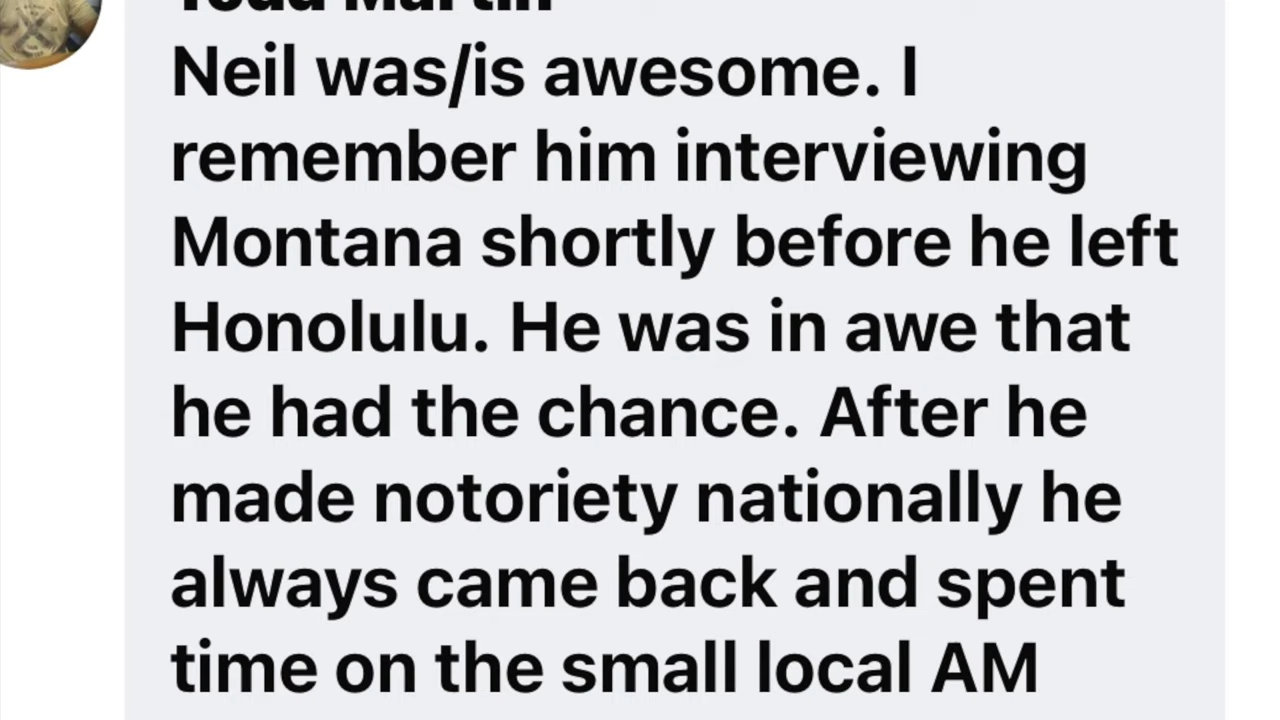 Todd Martin
Neil was/is awesome. I
remember him interviewing
Montana shortly before he left
Honolulu. He was in awe that
he had the chance. After he
made notoriety nationally he
always came back and spent
time on the small local AM